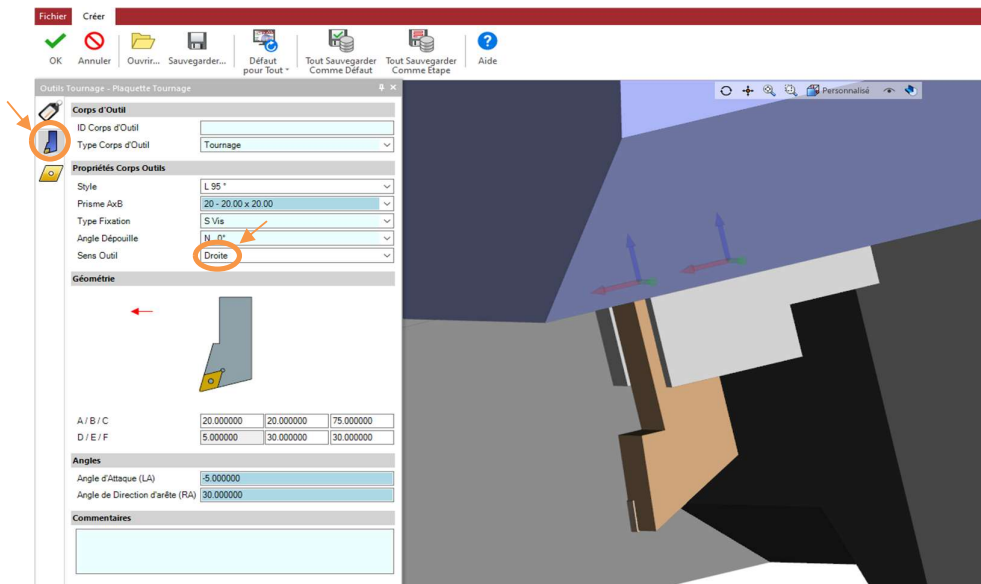 Fichier Créer
OK Annuler Ouvrir... Sauvegarder... Défaut pour Tout Tout Sauvegarder Comme Défaut Tout Sauvegarder Comme Etape Aide
Outils Tournage - Plaquette Tournage
Personnalisé
Corps d'Outil
ID Corps d'Outil
Type Corps d'Outil Tournage
Propriétés Corps Outils
Style L 95 °
Prisme AxB 20 - 20.00 x 20.00
Type Fixation S Vis
Angle Dépouille N 0°
Sens Outil Droite
Géométrie
A / B / C 20.000000 20.000000 75.000000
D / E / F 5.000000 30.000000 30.000000
Angles
Angle d'Attaque (LA) -5.000000
Angle de Direction d'arête (RA) 30.000000
Commentaires